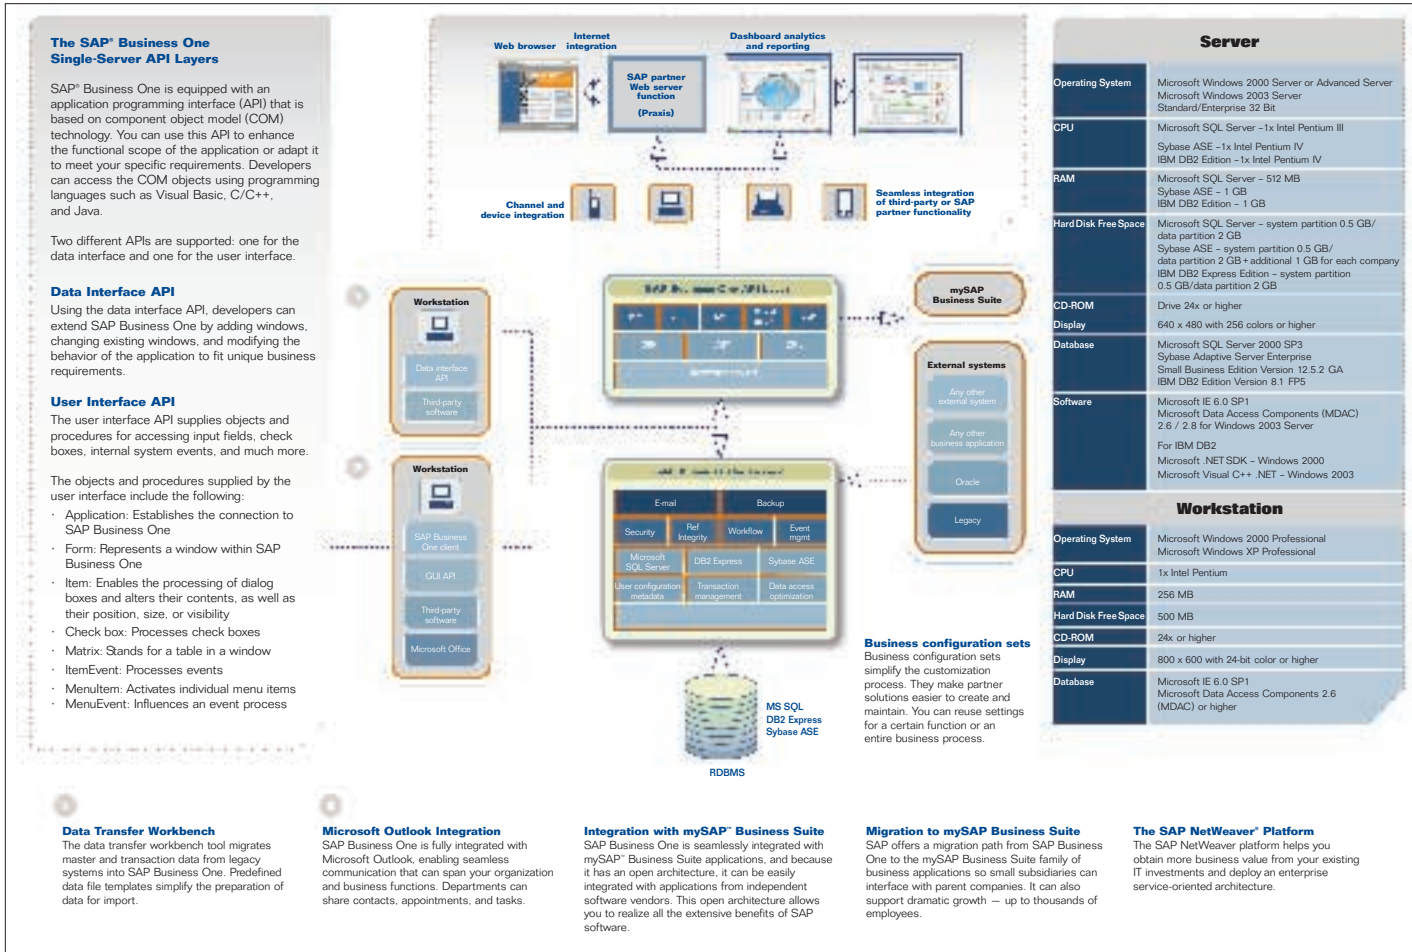 The SAP® Business One
Single-Server API Layers
SAP® Business One is equipped with an
application programming interface (API) that is
based on component object model (COM)
technology. You can use this API to enhance
the functional scope of the application or adapt it
to meet your specific requirements. Developers
can access the COM objects using programming
languages such as Visual Basic, C/C++,
and Java.
Two different APIs are supported: one for the
data interface and one for the user interface.
Data Interface API
Using the data interface API, developers can
extend SAP Business One by adding windows,
changing existing windows, and modifying the
behavior of the application to fit unique business
requirements.
User Interface API
The user interface API supplies objects and
procedures for accessing input fields, check
boxes, internal system events, and much more.
The objects and procedures supplied by the
user interface include the following:
· Application: Establishes the connection to
SAP Business One
· Form: Represents a window within SAP
Business One
· Item: Enables the processing of dialog
boxes and alters their contents, as well as
their position, size, or visibility
· Check box: Processes check boxes
· Matrix: Stands for a table in a window
· ItemEvent: Processes events
· MenuItem: Activates individual menu items
· MenuEvent: Influences an event process
Web browser
Internet
integration
Dashboard analytics
and reporting
SAP partner
Web server
function
(Praxis)
Channel and
device integration
Seamless integration
of third-party or SAP
partner functionality
Workstation
Data interface
API
Third-party
software
Workstation
SAP Business
One client
GUI API
Third-party
software
Microsoft Office
E-mail
Backup
Security
Ref
Integrity
Workflow
Event
mgmt
Microsoft
SQL Server
DB2 Express
Sybase ASE
User configuration
metadata
Transaction
management
Data access
optimization
MS SQL
DB2 Express
Sybase ASE
RDBMS
mySAP
Business Suite
External systems
Any other
external system
Any other
business application
Oracle
Legacy
Business configuration sets
Business configuration sets
simplify the customization
process. They make partner
solutions easier to create and
maintain. You can reuse settings
for a certain function or an
entire business process.
Server
Operating System
Microsoft Windows 2000 Server or Advanced Server
Microsoft Windows 2003 Server
Standard/Enterprise 32 Bit
CPU
Microsoft SQL Server –1x Intel Pentium III
Sybase ASE –1x Intel Pentium IV
IBM DB2 Edition –1x Intel Pentium IV
RAM
Microsoft SQL Server – 512 MB
Sybase ASE – 1 GB
IBM DB2 Edition – 1 GB
Hard Disk Free Space
Microsoft SQL Server – system partition 0.5 GB/
data partition 2 GB
Sybase ASE – system partition 0.5 GB/
data partition 2 GB + additional 1 GB for each company
IBM DB2 Express Edition – system partition
0.5 GB/data partition 2 GB
CD-ROM
Drive 24x or higher
Display
640 x 480 with 256 colors or higher
Database
Microsoft SQL Server 2000 SP3
Sybase Adaptive Server Enterprise
Small Business Edition Version 12.5.2 GA
IBM DB2 Edition Version 8.1 FP5
Software
Microsoft IE 6.0 SP1
Microsoft Data Access Components (MDAC)
2.6 / 2.8 for Windows 2003 Server
For IBM DB2
Microsoft .NET SDK – Windows 2000
Microsoft Visual C++ .NET – Windows 2003
Workstation
Operating System
Microsoft Windows 2000 Professional
Microsoft Windows XP Professional
CPU
1x Intel Pentium
RAM
256 MB
Hard Disk Free Space
500 MB
CD-ROM
24x or higher
Display
800 x 600 with 24-bit color or higher
Database
Microsoft IE 6.0 SP1
Microsoft Data Access Components 2.6
(MDAC) or higher
Data Transfer Workbench
The data transfer workbench tool migrates
master and transaction data from legacy
systems into SAP Business One. Predefined
data file templates simplify the preparation of
data for import.
Microsoft Outlook Integration
SAP Business One is fully integrated with
Microsoft Outlook, enabling seamless
communication that can span your organization
and business functions. Departments can
share contacts, appointments, and tasks.
Integration with mySAP™ Business Suite
SAP Business One is seamlessly integrated with
mySAP™ Business Suite applications, and because
it has an open architecture, it can be easily
integrated with applications from independent
software vendors. This open architecture allows
you to realize all the extensive benefits of SAP
software.
Migration to mySAP Business Suite
SAP offers a migration path from SAP Business
One to the mySAP Business Suite family of
business applications so small subsidiaries can
interface with parent companies. It can also
support dramatic growth — up to thousands of
employees.
The SAP NetWeaver® Platform
The SAP NetWeaver platform helps you
obtain more business value from your existing
IT investments and deploy an enterprise
service-oriented architecture.